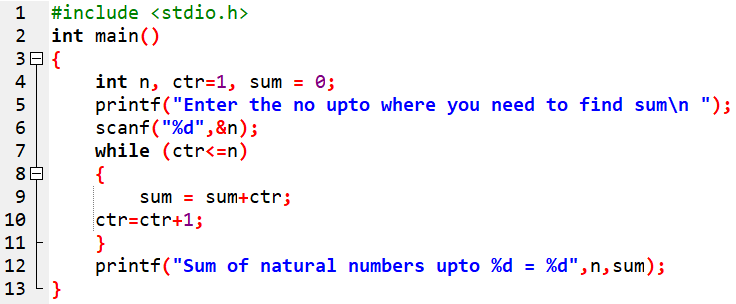 1 #include <stdio.h>
2 int main()
3 {
4 int n, ctr=1, sum = 0;
5 printf("Enter the no upto where you need to find sum\n ");
6 scanf("%d",&n);
7 while (ctr<=n)
8 {
9 sum = sum+ctr;
10 ctr=ctr+1;
11 }
12 printf("Sum of natural numbers upto %d = %d",n,sum);
13 }